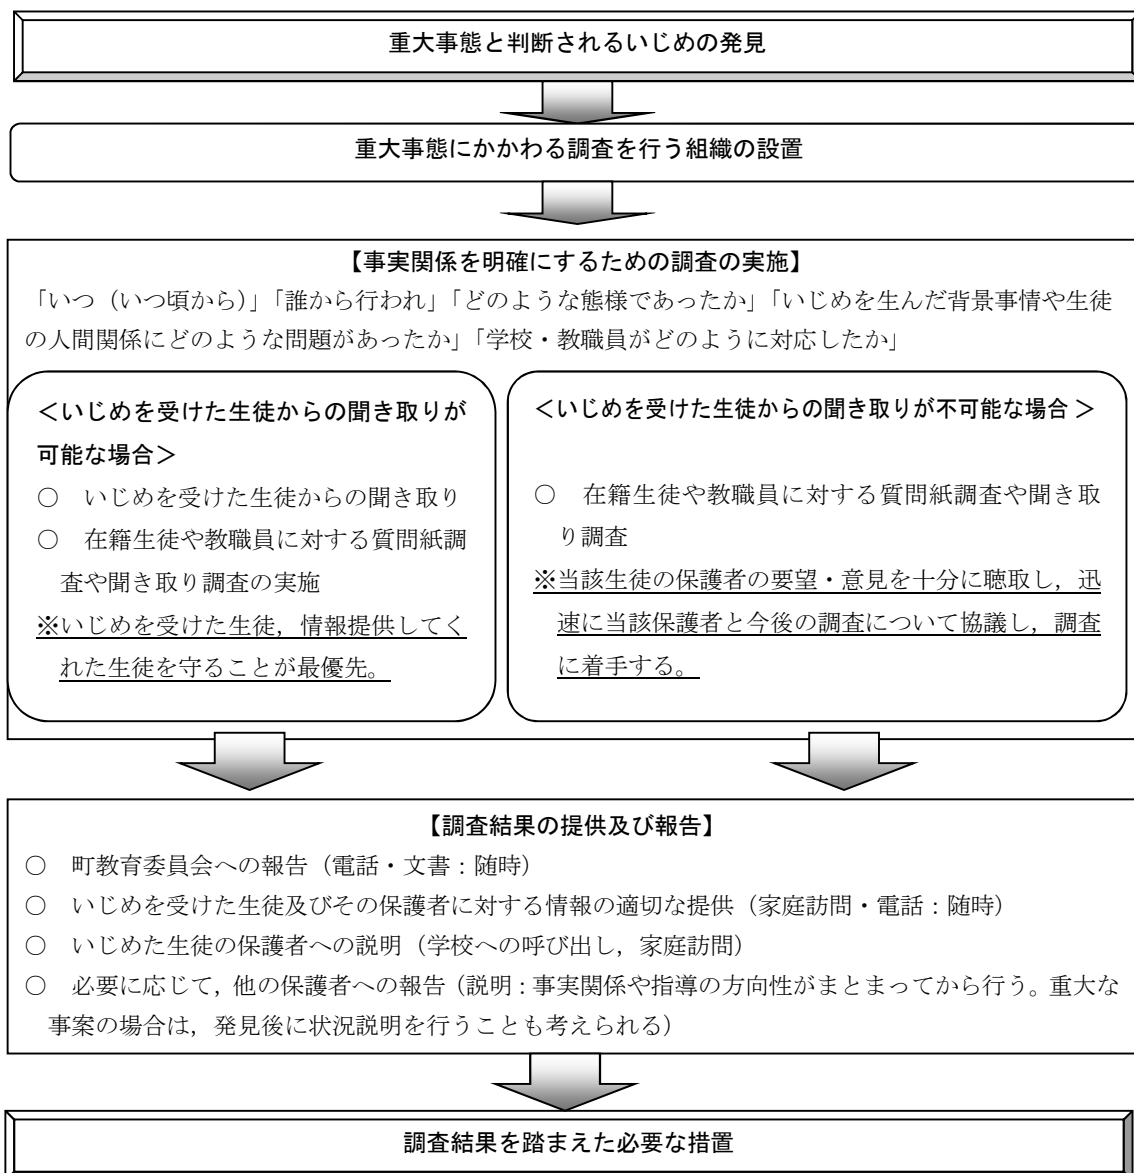 重大事態と判断されるいじめの発見
重大事態にかかわる調査を行う組織の設置
【事実関係を明確にするための調査の実施】
「いつ（いつ頃から）」「誰から行われ」「どのような態様であったか」「いじめを生んだ背景事情や生徒
の人間関係にどのような問題があったか」「学校・教職員がどのように対応したか」
＜いじめを受けた生徒からの聞き取りが
可能な場合＞
○　いじめを受けた生徒からの聞き取り
○　在籍生徒や教職員に対する質問紙調
査や聞き取り調査の実施
※いじめを受けた生徒，情報提供してく
れた生徒を守ることが最優先。
＜いじめを受けた生徒からの聞き取りが不可能な場合＞
○　在籍生徒や教職員に対する質問紙調査や聞き取
り調査
※当該生徒の保護者の要望・意見を十分に聴取し，迅
速に当該保護者と今後の調査について協議し，調査
に着手する。
【調査結果の提供及び報告】
○　町教育委員会への報告（電話・文書：随時）
○　いじめを受けた生徒及びその保護者に対する情報の適切な提供（家庭訪問・電話：随時）
○　いじめた生徒の保護者への説明（学校への呼び出し，家庭訪問）
○　必要に応じて，他の保護者への報告（説明：事実関係や指導の方向性がまとまってから行う。重大な
事案の場合は，発見後に状況説明を行うことも考えられる）
調査結果を踏まえた必要な措置